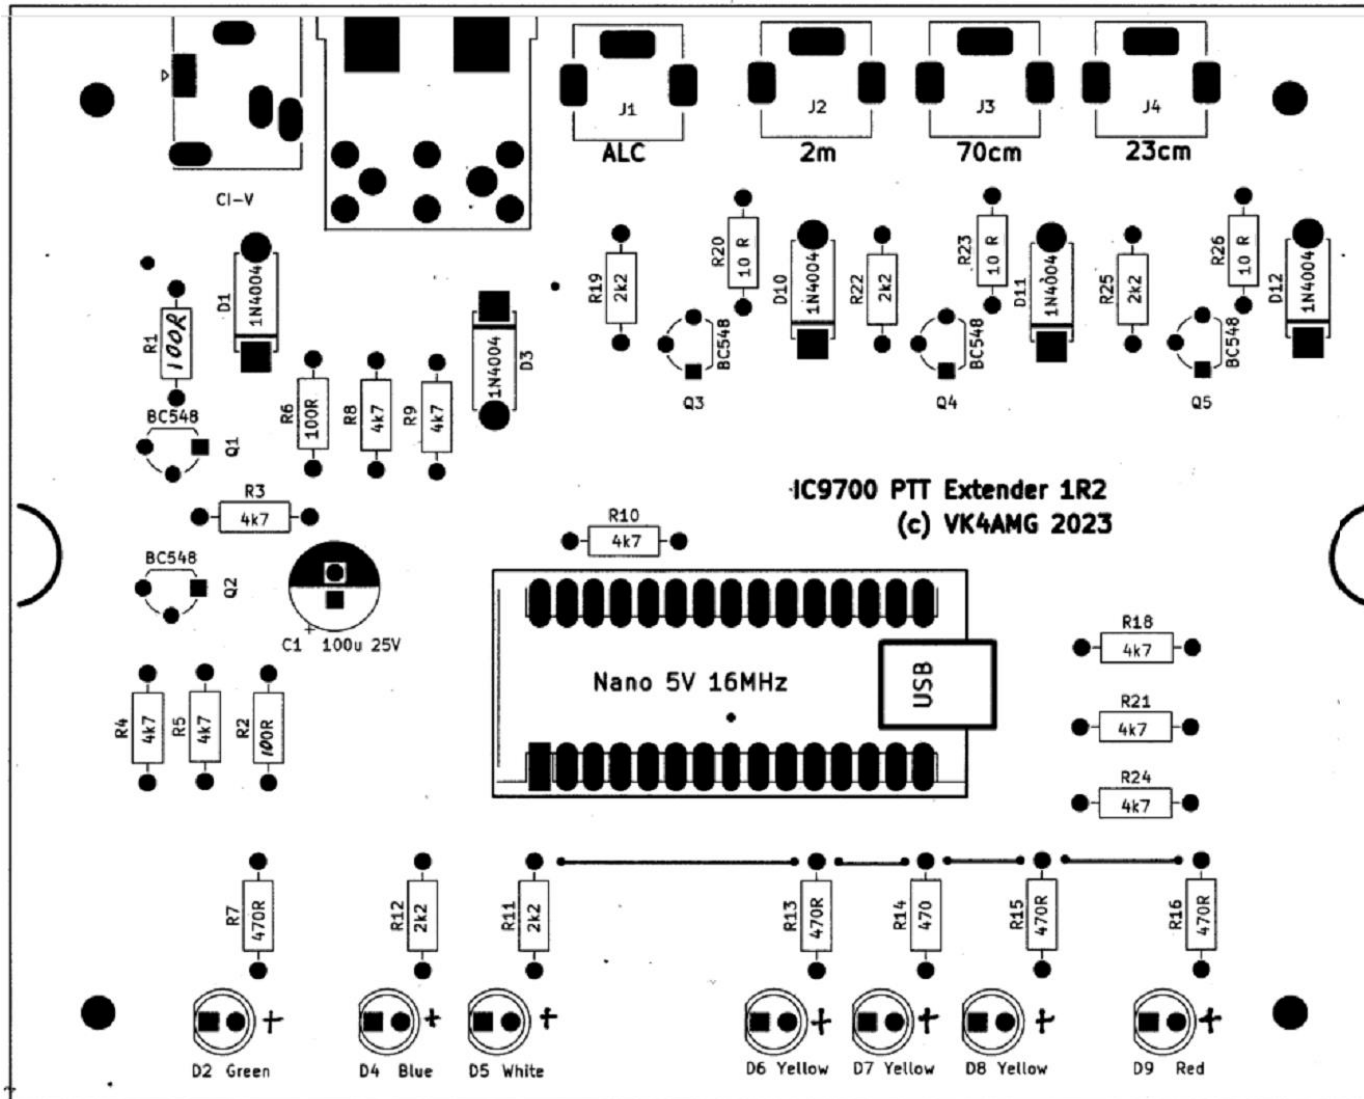 J1
J2
J3
J4
ALC
2m
70cm
23cm
CI-V
R19
2k2
R20
10 R
D10
1N4004
R22
2k2
R23
10 R
D11
1N4004
R25
2k2
R26
10 R
D12
1N4004
D1
1N4004
R1
100R
1N4004
D3
BC548
Q3
BC548
Q4
BC548
Q5
R6
100R
R8
4k7
R9
4k7
BC548
Q1
R3
4k7
IC9700 PTT Extender 1R2
(c) VK4AMG 2023
R10
4k7
BC548
Q2
+
C1 100u 25V
Nano 5V 16MHz
USB
R18
4k7
R21
4k7
R24
4k7
R4
4k7
R5
4k7
R2
100R
R7
470R
R12
2k2
R11
2k2
R13
470R
R14
470
R15
470R
R16
470R
+
+
+
+
+
+
+
D2 Green
D4 Blue
D5 White
D6 Yellow
D7 Yellow
D8 Yellow
D9 Red